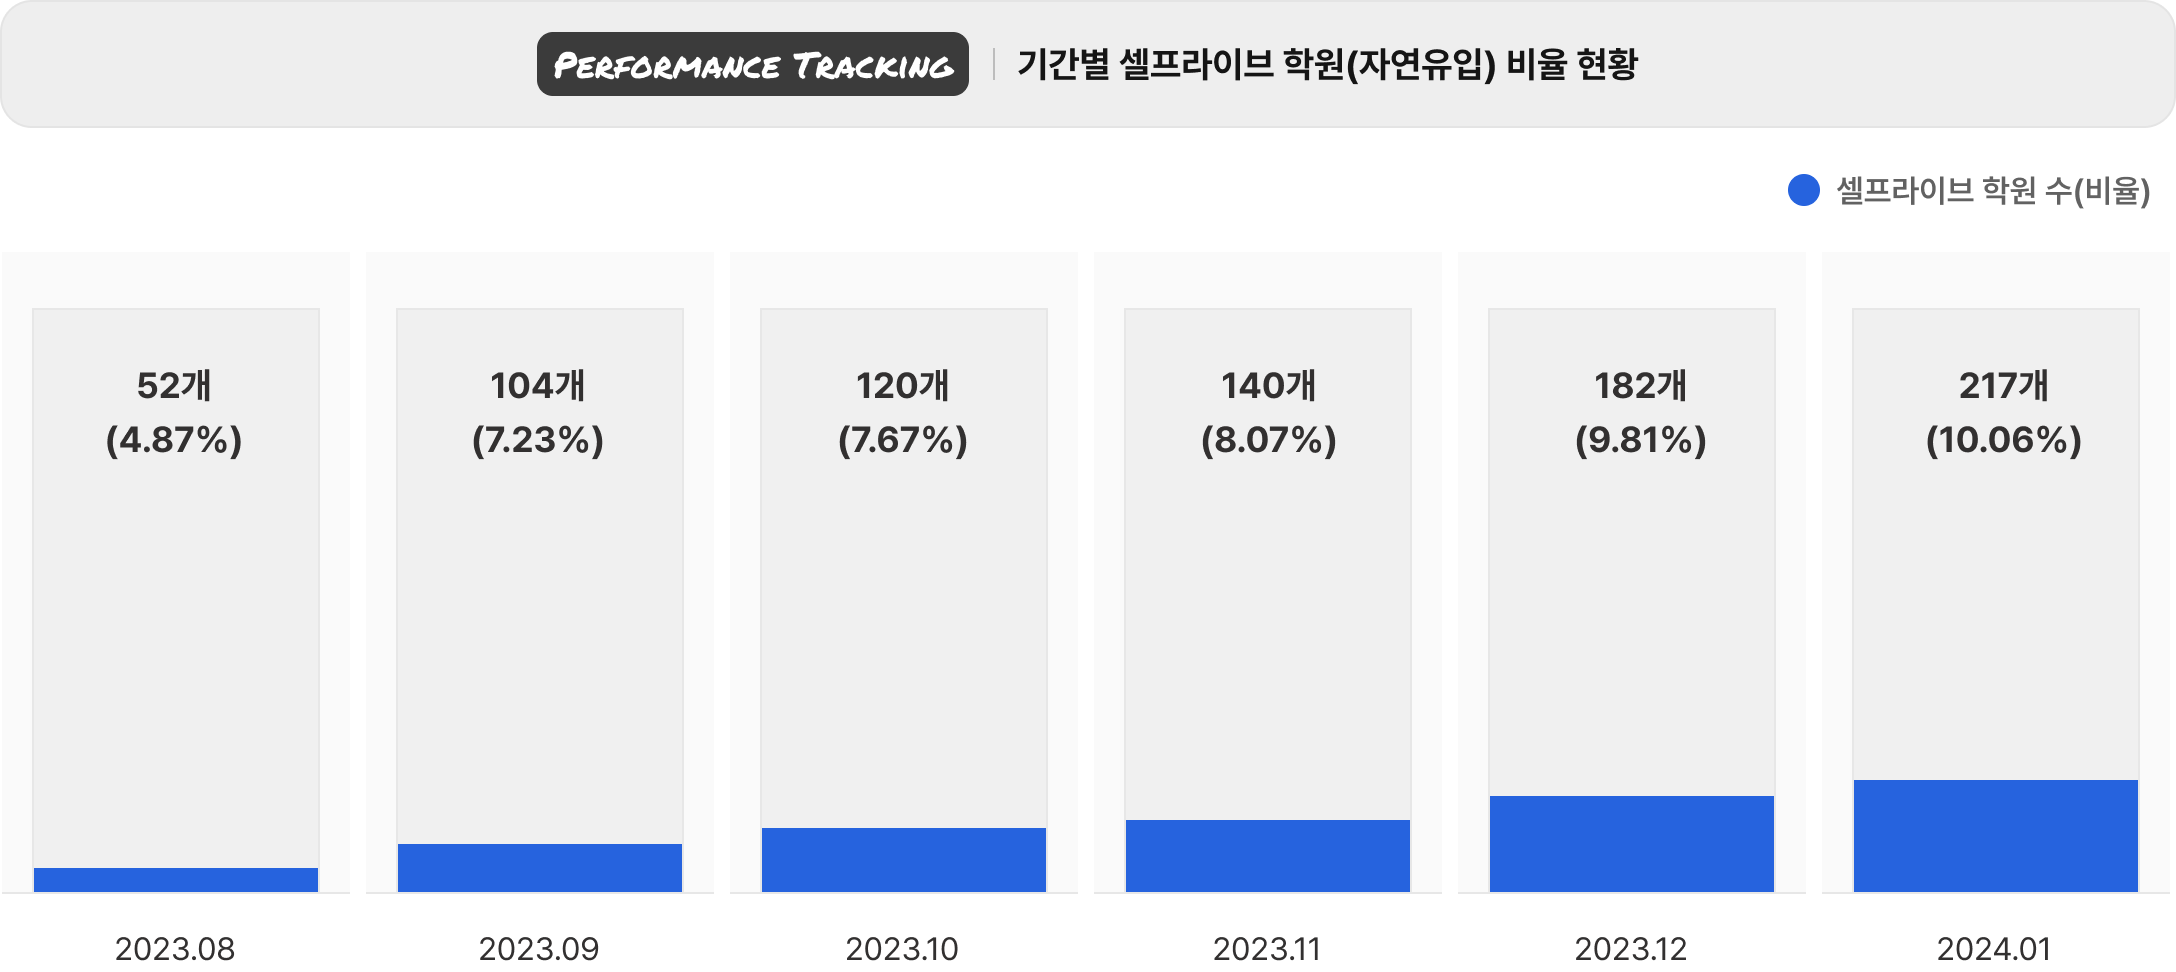 PERFORMANCE TRACKING
기간별 셀프라이브 학원(자연유입) 비율 현황
셀프라이브 학원 수(비율)
52개
(4.87%)
104개
(7.23%)
120개
(7.67%)
140개
(8.07%)
182개
(9.81%)
217개
(10.06%)
2023.08
2023.09
2023.10
2023.11
2023.12
2024.01